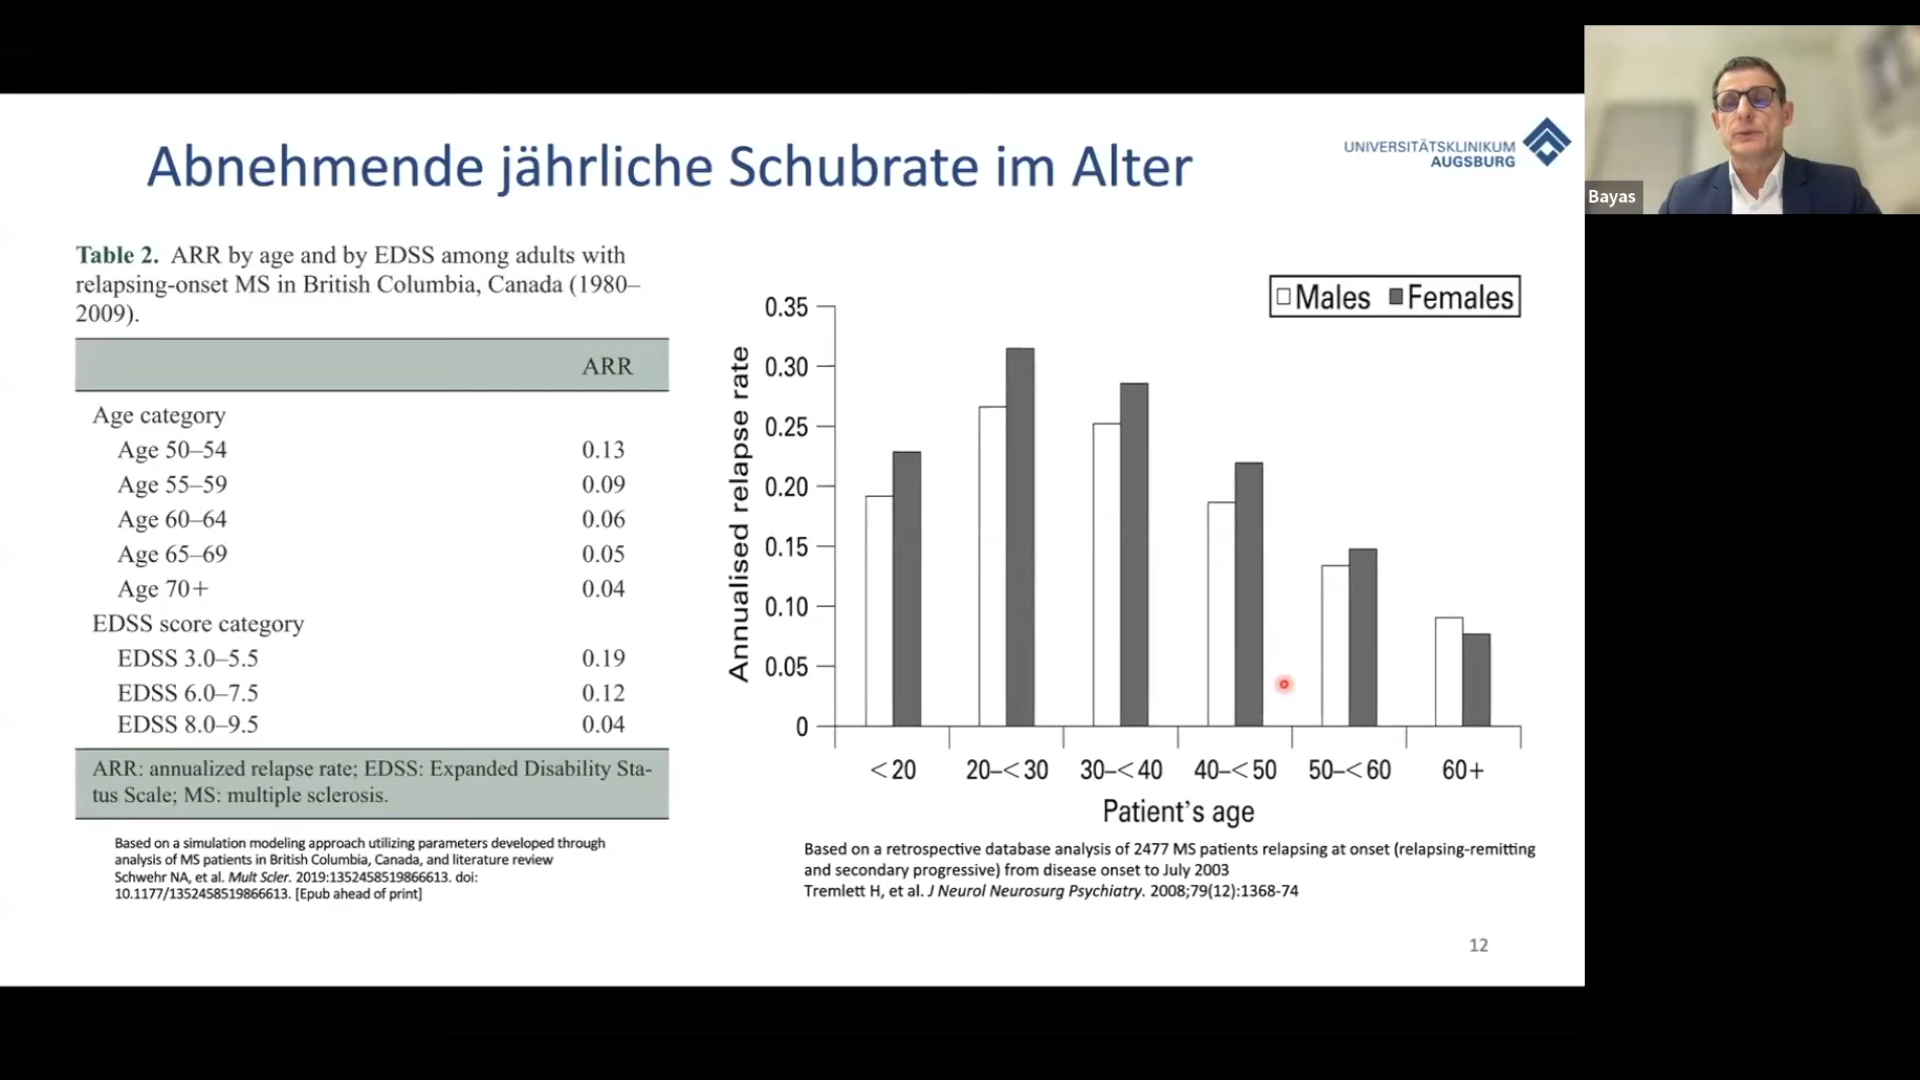 Abnehmende jährliche Schubrate im Alter
UNIVERSITÄTSKLINIKUM
AUGSBURG
Bayas
Table 2. ARR by age and by EDSS among adults with
relapsing-onset MS in British Columbia, Canada (1980–
2009).
ARR
Age category
Age 50–54 0.13
Age 55–59 0.09
Age 60–64 0.06
Age 65–69 0.05
Age 70+ 0.04
EDSS score category
EDSS 3.0–5.5 0.19
EDSS 6.0–7.5 0.12
EDSS 8.0–9.5 0.04
ARR: annualized relapse rate; EDSS: Expanded Disability Sta-
tus Scale; MS: multiple sclerosis.
Based on a simulation modeling approach utilizing parameters developed through
analysis of MS patients in British Columbia, Canada, and literature review
Schwehr NA, et al. Mult Scler. 2019:1352458519866613. doi:
10.1177/1352458519866613. [Epub ahead of print]
Males Females
Annualised relapse rate
0.35
0.30
0.25
0.20
0.15
0.10
0.05
0
<20 20–<30 30–<40 40–<50 50–<60 60+
Patient's age
Based on a retrospective database analysis of 2477 MS patients relapsing at onset (relapsing-remitting
and secondary progressive) from disease onset to July 2003
Tremlett H, et al. J Neurol Neurosurg Psychiatry. 2008;79(12):1368-74
12